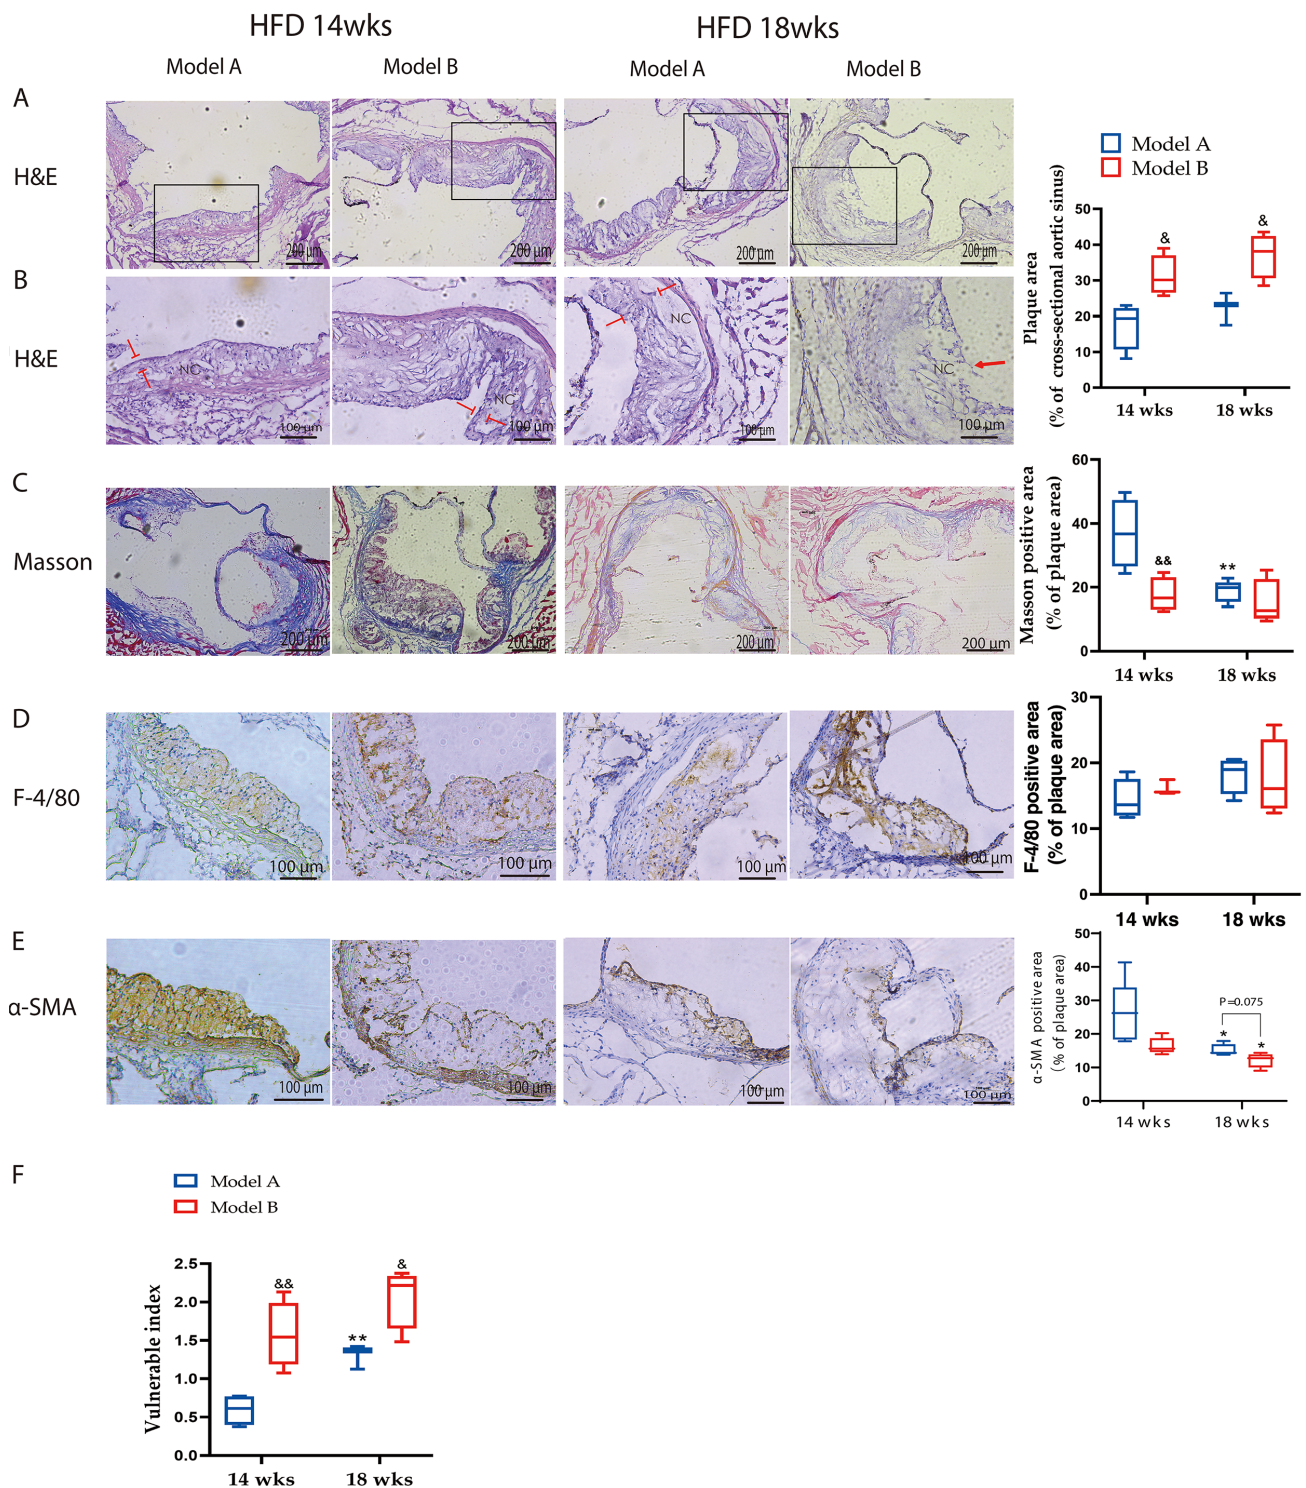 HFD 14wks
HFD 18wks
Model A
Model B
Model A
Model B
A
H&E
200 µm
200 µm
200 µm
200 µm
Model A
Model B
Plaque area
(% of cross-sectional aortic sinus)
50
40
30
20
10
0
&
&
14 wks
18 wks
B
H&E
NC
NC
NC
NC
100 µm
100 µm
100 µm
100 µm
C
Masson
200 µm
200 µm
200 µm
200 µm
Masson positive area
(% of plaque area)
60
40
20
0
&&
**
14 wks
18 wks
D
F-4/80
100 µm
100 µm
100 µm
100 µm
F-4/80 positive area
(% of plaque area)
30
20
10
0
14 wks
18 wks
E
α-SMA
100 µm
100 µm
100 µm
100 µm
α-SMA positive area
(% of plaque area)
50
40
30
20
10
0
P=0.075
*
*
14 wks
18 wks
F
Model A
Model B
Vulnerable index
2.5
2.0
1.5
1.0
0.5
0.0
&&
**
&
14 wks
18 wks